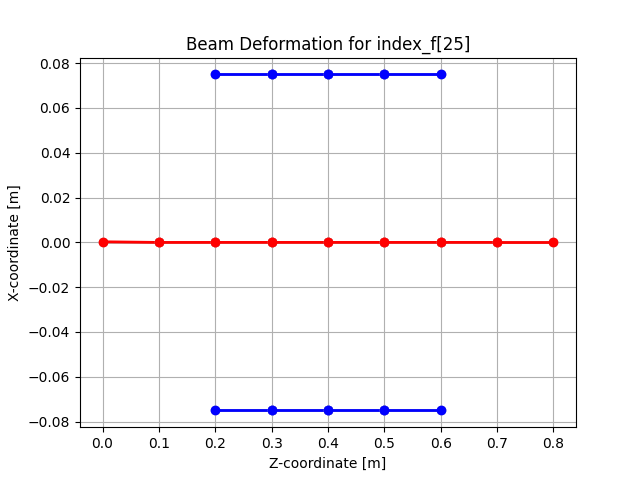 Beam Deformation for index_f[25]
0.08
0.06
0.04
0.02
0.00
−0.02
−0.04
−0.06
−0.08
X-coordinate [m]
0.0 0.1 0.2 0.3 0.4 0.5 0.6 0.7 0.8
Z-coordinate [m]